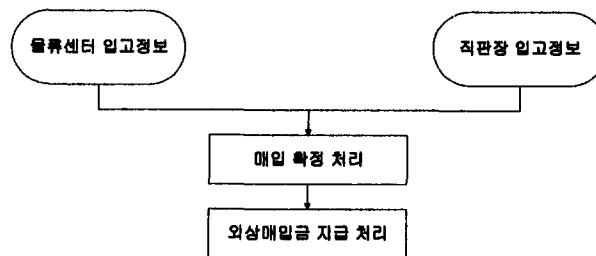 물류센터 입고정보
직판장 입고정보
매입 확정 처리
외상매입금 지급 처리